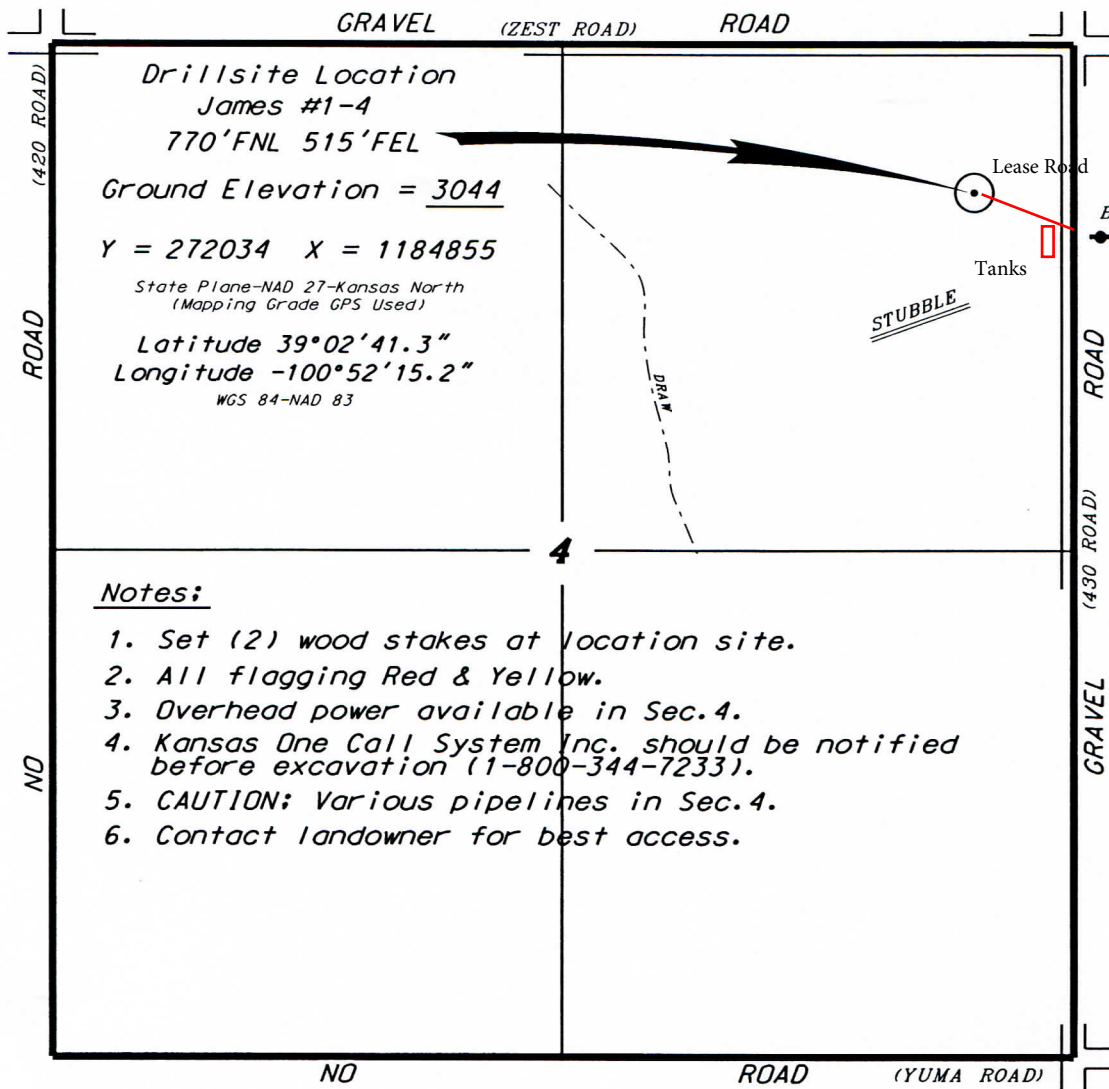 GRAVEL (ZEST ROAD) ROAD
(420 ROAD)
ROAD
NO
Drillsite Location
James #1-4
770'FNL 515'FEL
Ground Elevation = 3044
Y = 272034 X = 1184855
State Plane-NAD 27-Kansas North
(Mapping Grade GPS Used)
Latitude 39°02'41.3"
Longitude -100°52'15.2"
WGS 84-NAD 83
Lease Road
Tanks
STUBBLE
DRAW
4
Notes:
1. Set (2) wood stakes at location site.
2. All flagging Red & Yellow.
3. Overhead power available in Sec.4.
4. Kansas One Call System Inc. should be notified
before excavation (1-800-344-7233).
5. CAUTION: Various pipelines in Sec.4.
6. Contact landowner for best access.
ROAD
(430 ROAD)
GRAVEL
NO ROAD (YUMA ROAD)